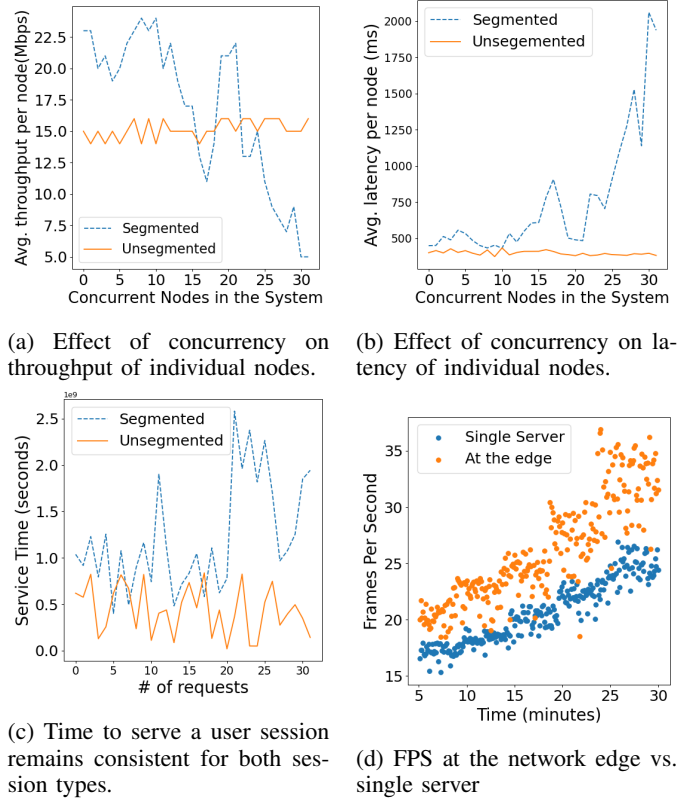 22.5
20.0
17.5
15.0
12.5
10.0
7.5
5.0
Avg. throughput per node(Mbps)
Segmented
Unsegmented
0 5 10 15 20 25 30
Concurrent Nodes in the System
(a) Effect of concurrency on
throughput of individual nodes.
2000
1750
1500
1250
1000
750
500
Avg. latency per node (ms)
Segmented
Unsegemented
0 5 10 15 20 25 30
Concurrent Nodes in the System
(b) Effect of concurrency on la-
tency of individual nodes.
1e9
2.5
2.0
1.5
1.0
0.5
0.0
Service Time (seconds)
Segmented
Unsegmented
0 5 10 15 20 25 30
# of requests
(c) Time to serve a user session
remains consistent for both ses-
sion types.
35
30
25
20
15
Frames Per Second
Single Server
At the edge
5 10 15 20 25 30
Time (minutes)
(d) FPS at the network edge vs.
single server